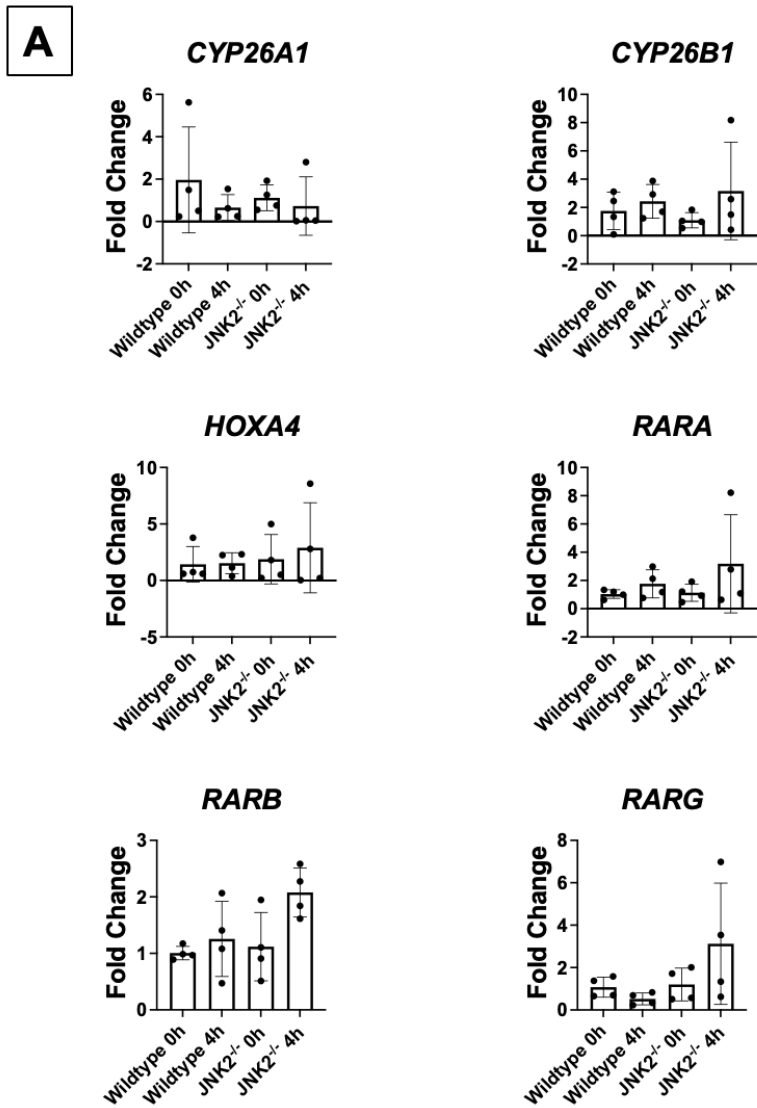 A
CYP26A1
Fold Change
6
4
2
0
-2
Wildtype 0h
Wildtype 4h
JNK2⁻/⁻ 0h
JNK2⁻/⁻ 4h
CYP26B1
Fold Change
10
8
6
4
2
0
-2
Wildtype 0h
Wildtype 4h
JNK2⁻/⁻ 0h
JNK2⁻/⁻ 4h
HOXA4
Fold Change
10
5
0
-5
Wildtype 0h
Wildtype 4h
JNK2⁻/⁻ 0h
JNK2⁻/⁻ 4h
RARA
Fold Change
10
8
6
4
2
0
-2
Wildtype 0h
Wildtype 4h
JNK2⁻/⁻ 0h
JNK2⁻/⁻ 4h
RARB
Fold Change
3
2
1
0
Wildtype 0h
Wildtype 4h
JNK2⁻/⁻ 0h
JNK2⁻/⁻ 4h
RARG
Fold Change
8
6
4
2
0
Wildtype 0h
Wildtype 4h
JNK2⁻/⁻ 0h
JNK2⁻/⁻ 4h